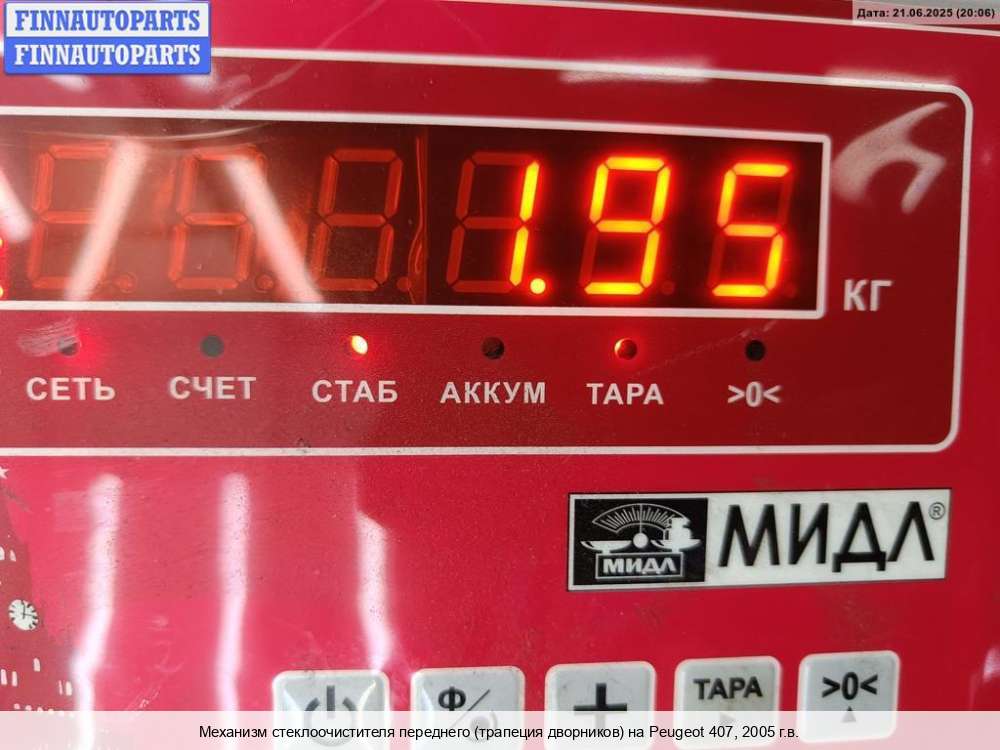 FINNAUTOPARTS
FINNAUTOPARTS
Дата: 21.06.2025 (20:06)
1.95
КГ
СЕТЬ СЧЕТ СТАБ АККУМ ТАРА >0<
МИДЛ МИДЛ®
Ф/ + ТАРА >0<
Механизм стеклоочистителя переднего (трапеция дворников) на Peugeot 407, 2005 г.в.